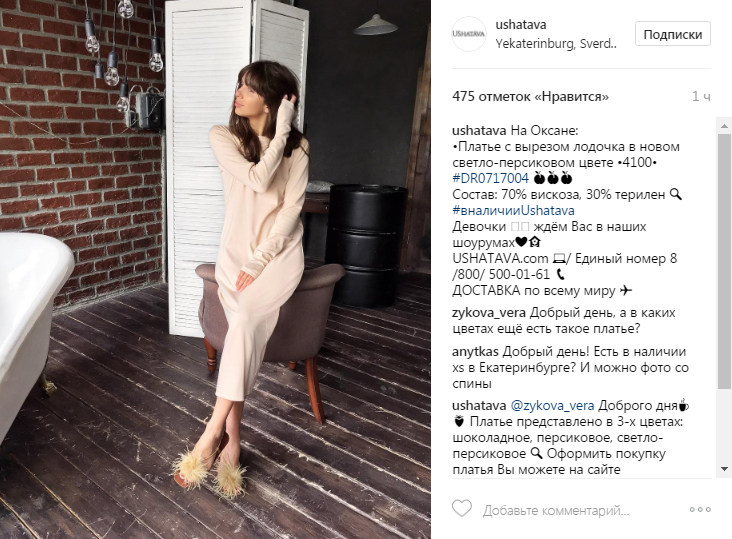 USHATAVA
ushatava
Yekaterinburg, Sverd..
Подписки
475 отметок «Нравится»
1 ч
ushatava На Оксане:
•Платье с вырезом лодочка в новом
светло-персиковом цвете •4100•
#DR0717004 🍎🍎🍎
Состав: 70% вискоза, 30% терилен 🔍
#вналичииUshatava
Девочки □□ ждём Вас в наших
шоурумах❤🏠
USHATAVA.com 💻/ Единый номер 8
/800/ 500-01-61 📞
ДОСТАВКА по всему миру ✈
zykova_vera Добрый день, а в каких
цветах ещё есть такое платье?
anytkas Добрый день! Есть в наличии
xs в Екатеринбурге? И можно фото со
спины
ushatava @zykova_vera Доброго дня☕
🍓 Платье представлено в 3-х цветах:
шоколадное, персиковое, светло-
персиковое 🔍 Оформить покупку
платья Вы можете на сайте
Добавьте комментарий...